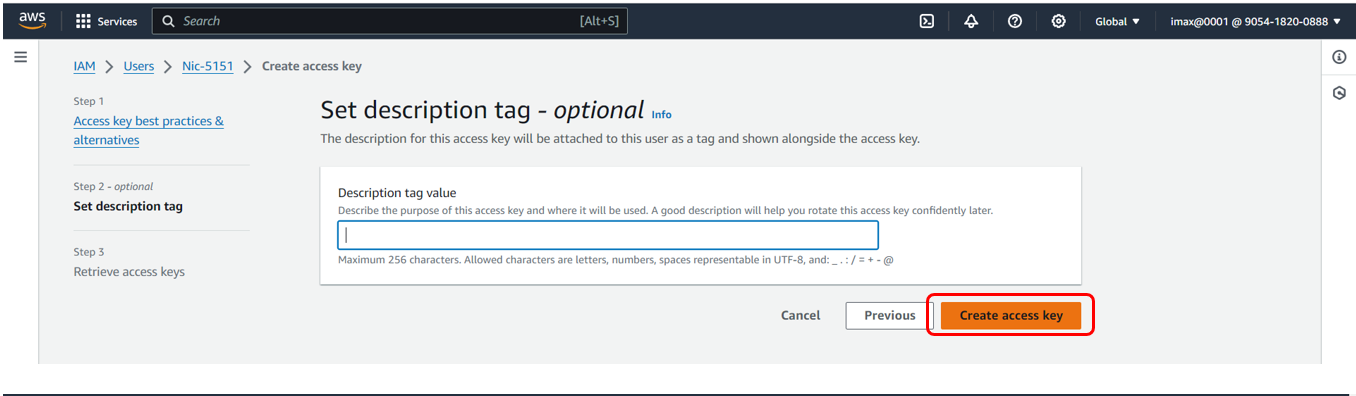 aws Services Search [Alt+S] Global imax@0001 @ 9054-1820-0888
IAM Users Nic-5151 Create access key
Step 1
Access key best practices &
alternatives
Step 2 - optional
Set description tag
Step 3
Retrieve access keys
Set description tag - optional Info
The description for this access key will be attached to this user as a tag and shown alongside the access key.
Description tag value
Describe the purpose of this access key and where it will be used. A good description will help you rotate this access key confidently later.
Maximum 256 characters. Allowed characters are letters, numbers, spaces representable in UTF-8, and: _ . : / = + - @
Cancel Previous Create access key